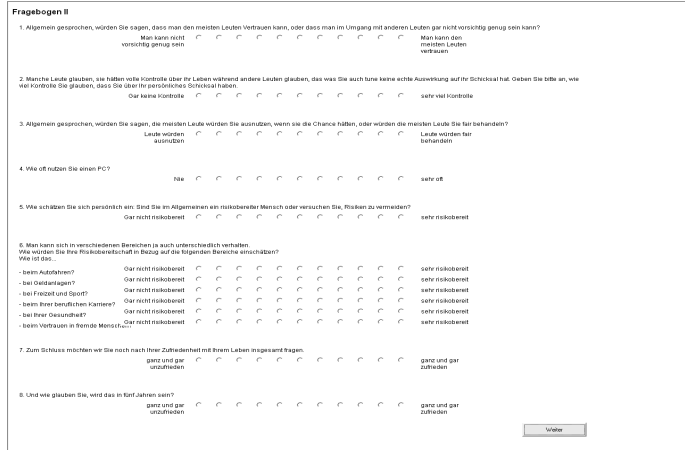 Fragebogen II
1. Allgemein gesprochen, würden Sie sagen, dass man den meisten Leuten Vertrauen kann, oder dass man im Umgang mit anderen Leuten gar nicht vorsichtig genug sein kann?
Man kann nicht vorsichtig genug sein
Man kann den meisten Leuten vertrauen
2. Manche Leute glauben, sie hätten volle Kontrolle über ihr Leben während andere Leuten glauben, das was Sie auch tune keine echte Auswirkung auf ihr Schicksal hat. Geben Sie bitte an, wie
viel Kontrolle Sie glauben, dass Sie über Ihr persönliches Schicksal haben.
Gar keine Kontrolle sehr viel Kontrolle
3. Allgemein gesprochen, würden Sie sagen, die meisten Leute würden Sie ausnutzen, wenn sie die Chance hätten, oder würden die meisten Leute Sie fair behandeln?
Leute würden ausnutzen
Leute würden fair behandeln
4. Wie oft nutzen Sie einen PC?
Nie sehr oft
5. Wie schätzen Sie sich persönlich ein: Sind Sie im Allgemeinen ein risikobereiter Mensch oder versuchen Sie, Risiken zu vermeiden?
Gar nicht risikobereit sehr risikobereit
6. Man kann sich in verschiedenen Bereichen ja auch unterschiedlich verhalten.
Wie würden Sie Ihre Risikobereitschaft in Bezug auf die folgenden Bereiche einschätzen?
Wie ist das...
- beim Autofahren? Gar nicht risikobereit sehr risikobereit
- bei Geldanlagen? Gar nicht risikobereit sehr risikobereit
- bei Freizeit und Sport? Gar nicht risikobereit sehr risikobereit
- beim Ihrer beruflichen Karriere? Gar nicht risikobereit sehr risikobereit
- bei Ihrer Gesundheit? Gar nicht risikobereit sehr risikobereit
- beim Vertrauen in fremde Gar nicht risikobereit sehr risikobereit
7. Zum Schluss möchten wir Sie noch nach Ihrer Zufriedenheit mit Ihrem Leben insgesamt fragen.
ganz und gar unzufrieden
ganz und gar zufrieden
8. Und wie glauben Sie, wird das in fünf Jahren sein?
ganz und gar unzufrieden
ganz und gar zufrieden
Weiter